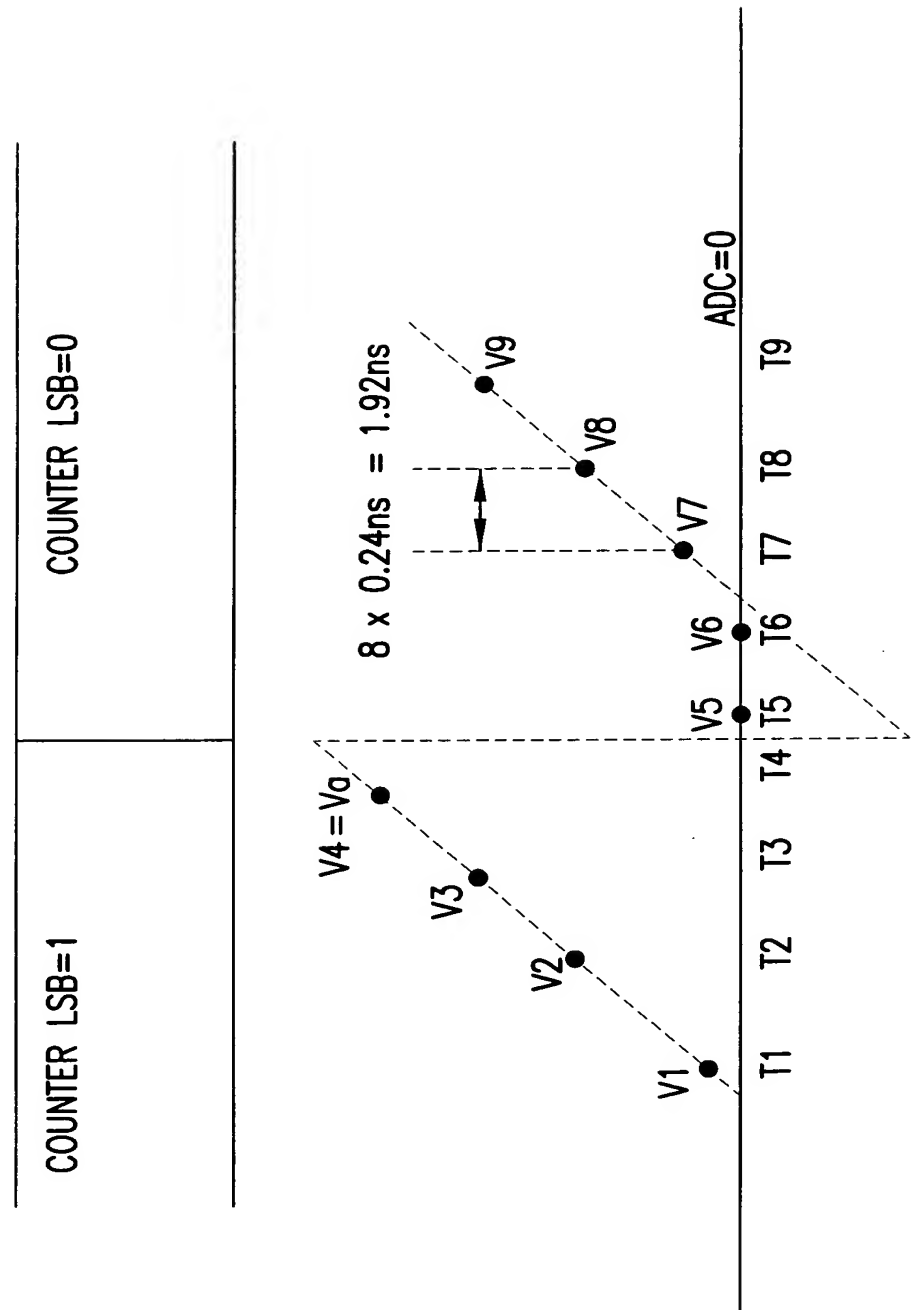 COUNTER LSB=1
COUNTER LSB=0
8 x 0.24ns = 1.92ns
V1
V2
V3
V4=Va
V5
V6
V7
V8
V9
ADC=0
T1
T2
T3
T4
T5
T6
T7
T8
T9